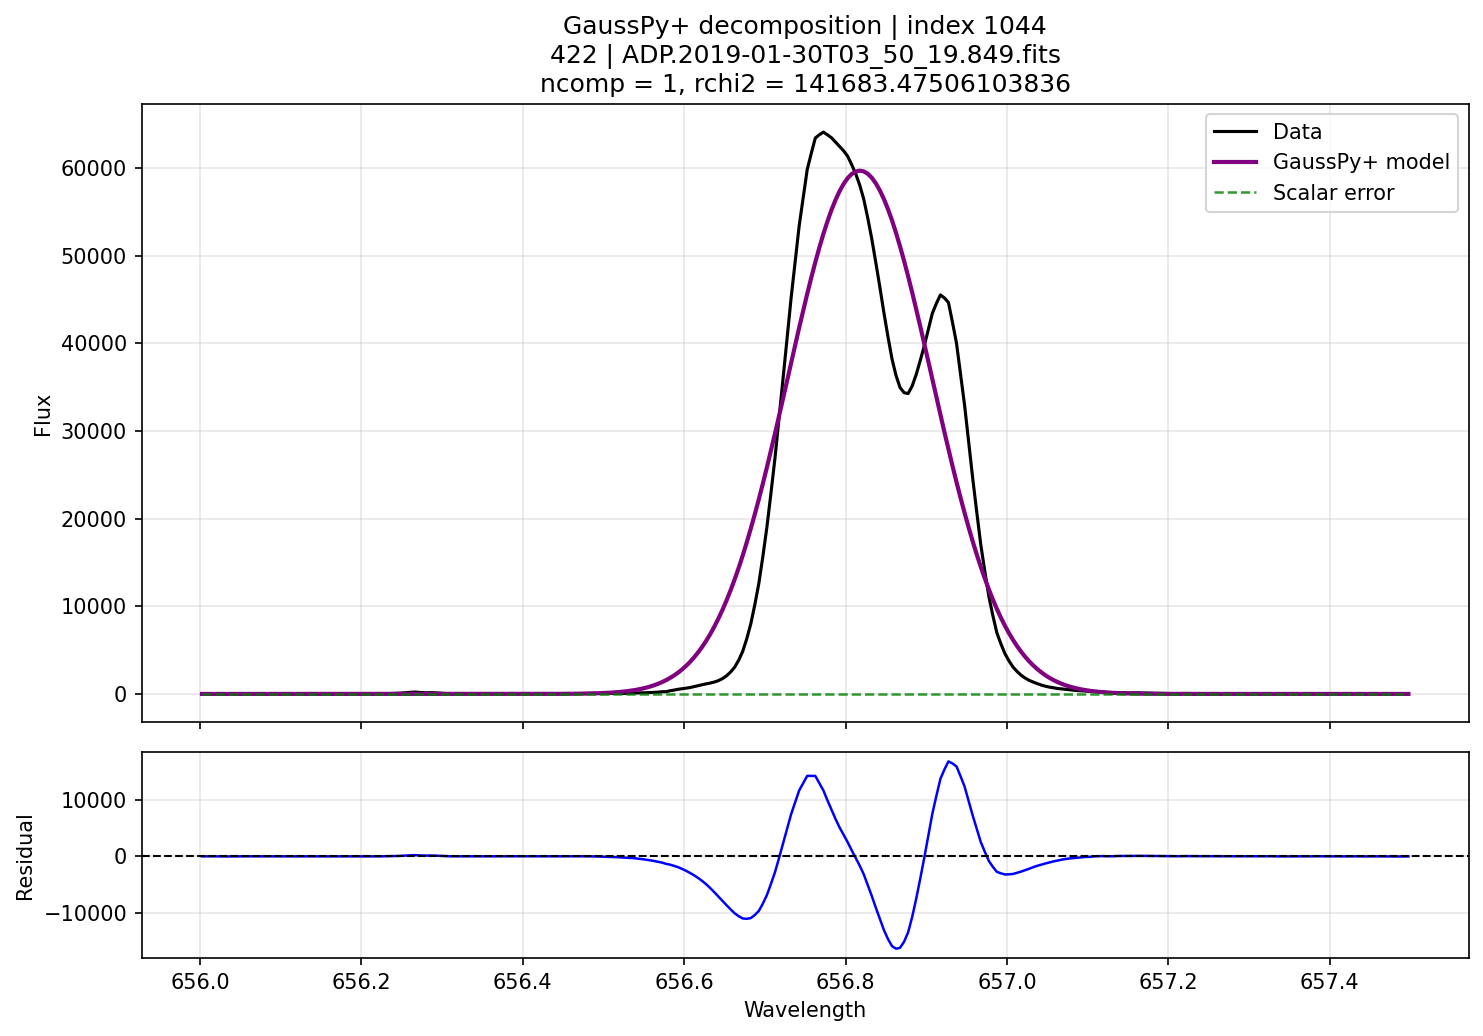 GaussPy+ decomposition | index 1044
422 | ADP.2019-01-30T03_50_19.849.fits
ncomp = 1, rchi2 = 141683.47506103836
Data
GaussPy+ model
Scalar error
60000
50000
40000
30000
20000
10000
0
Flux
10000
0
−10000
Residual
656.0 656.2 656.4 656.6 656.8 657.0 657.2 657.4
Wavelength